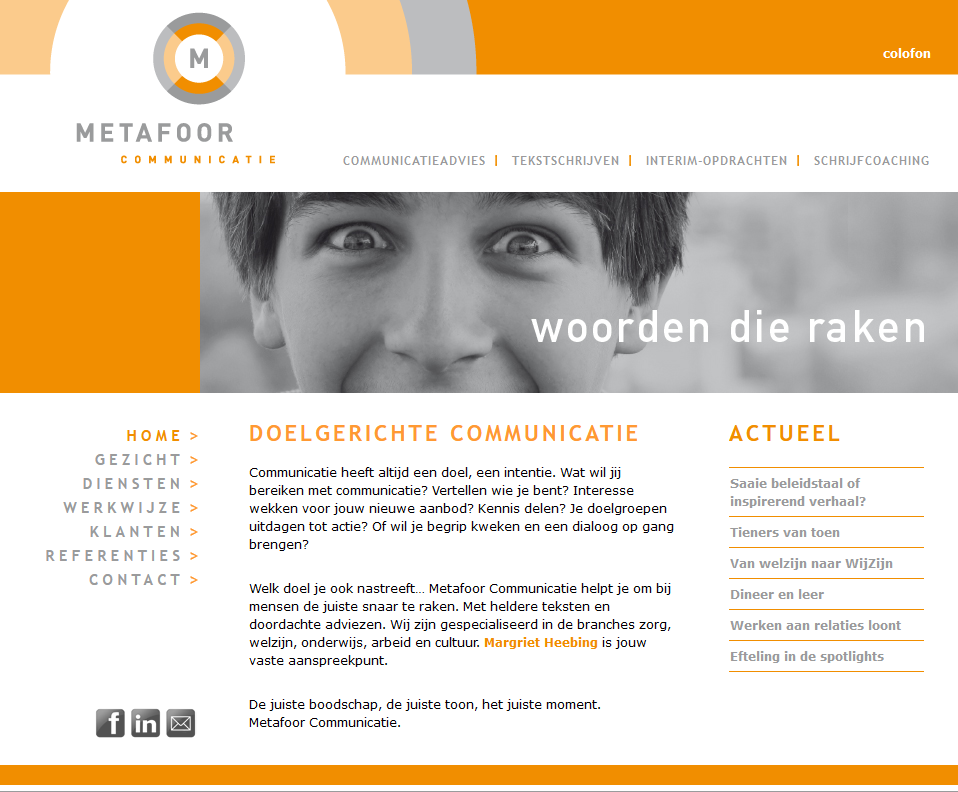 colofon
M
METAFOOR
COMMUNICATIE
COMMUNICATIEADVIES | TEKSTSCHRIJVEN | INTERIM-OPDRACHTEN | SCHRIJFCOACHING
woorden die raken
HOME >
GEZICHT >
DIENSTEN >
WERKWIJZE >
KLANTEN >
REFERENTIES >
CONTACT >
DOELGERICHTE COMMUNICATIE
Communicatie heeft altijd een doel, een intentie. Wat wil jij
bereiken met communicatie? Vertellen wie je bent? Interesse
wekken voor jouw nieuwe aanbod? Kennis delen? Je doelgroepen
uitdagen tot actie? Of wil je begrip kweken en een dialoog op gang
brengen?
Welk doel je ook nastreeft... Metafoor Communicatie helpt je om bij
mensen de juiste snaar te raken. Met heldere teksten en
doordachte adviezen. Wij zijn gespecialiseerd in de branches zorg,
welzijn, onderwijs, arbeid en cultuur. Margriet Heebing is jouw
vaste aanspreekpunt.
De juiste boodschap, de juiste toon, het juiste moment.
Metafoor Communicatie.
ACTUEEL
Saaie beleidstaal of
inspirerend verhaal?
Tieners van toen
Van welzijn naar WijZijn
Dineer en leer
Werken aan relaties loont
Efteling in de spotlights
f
in